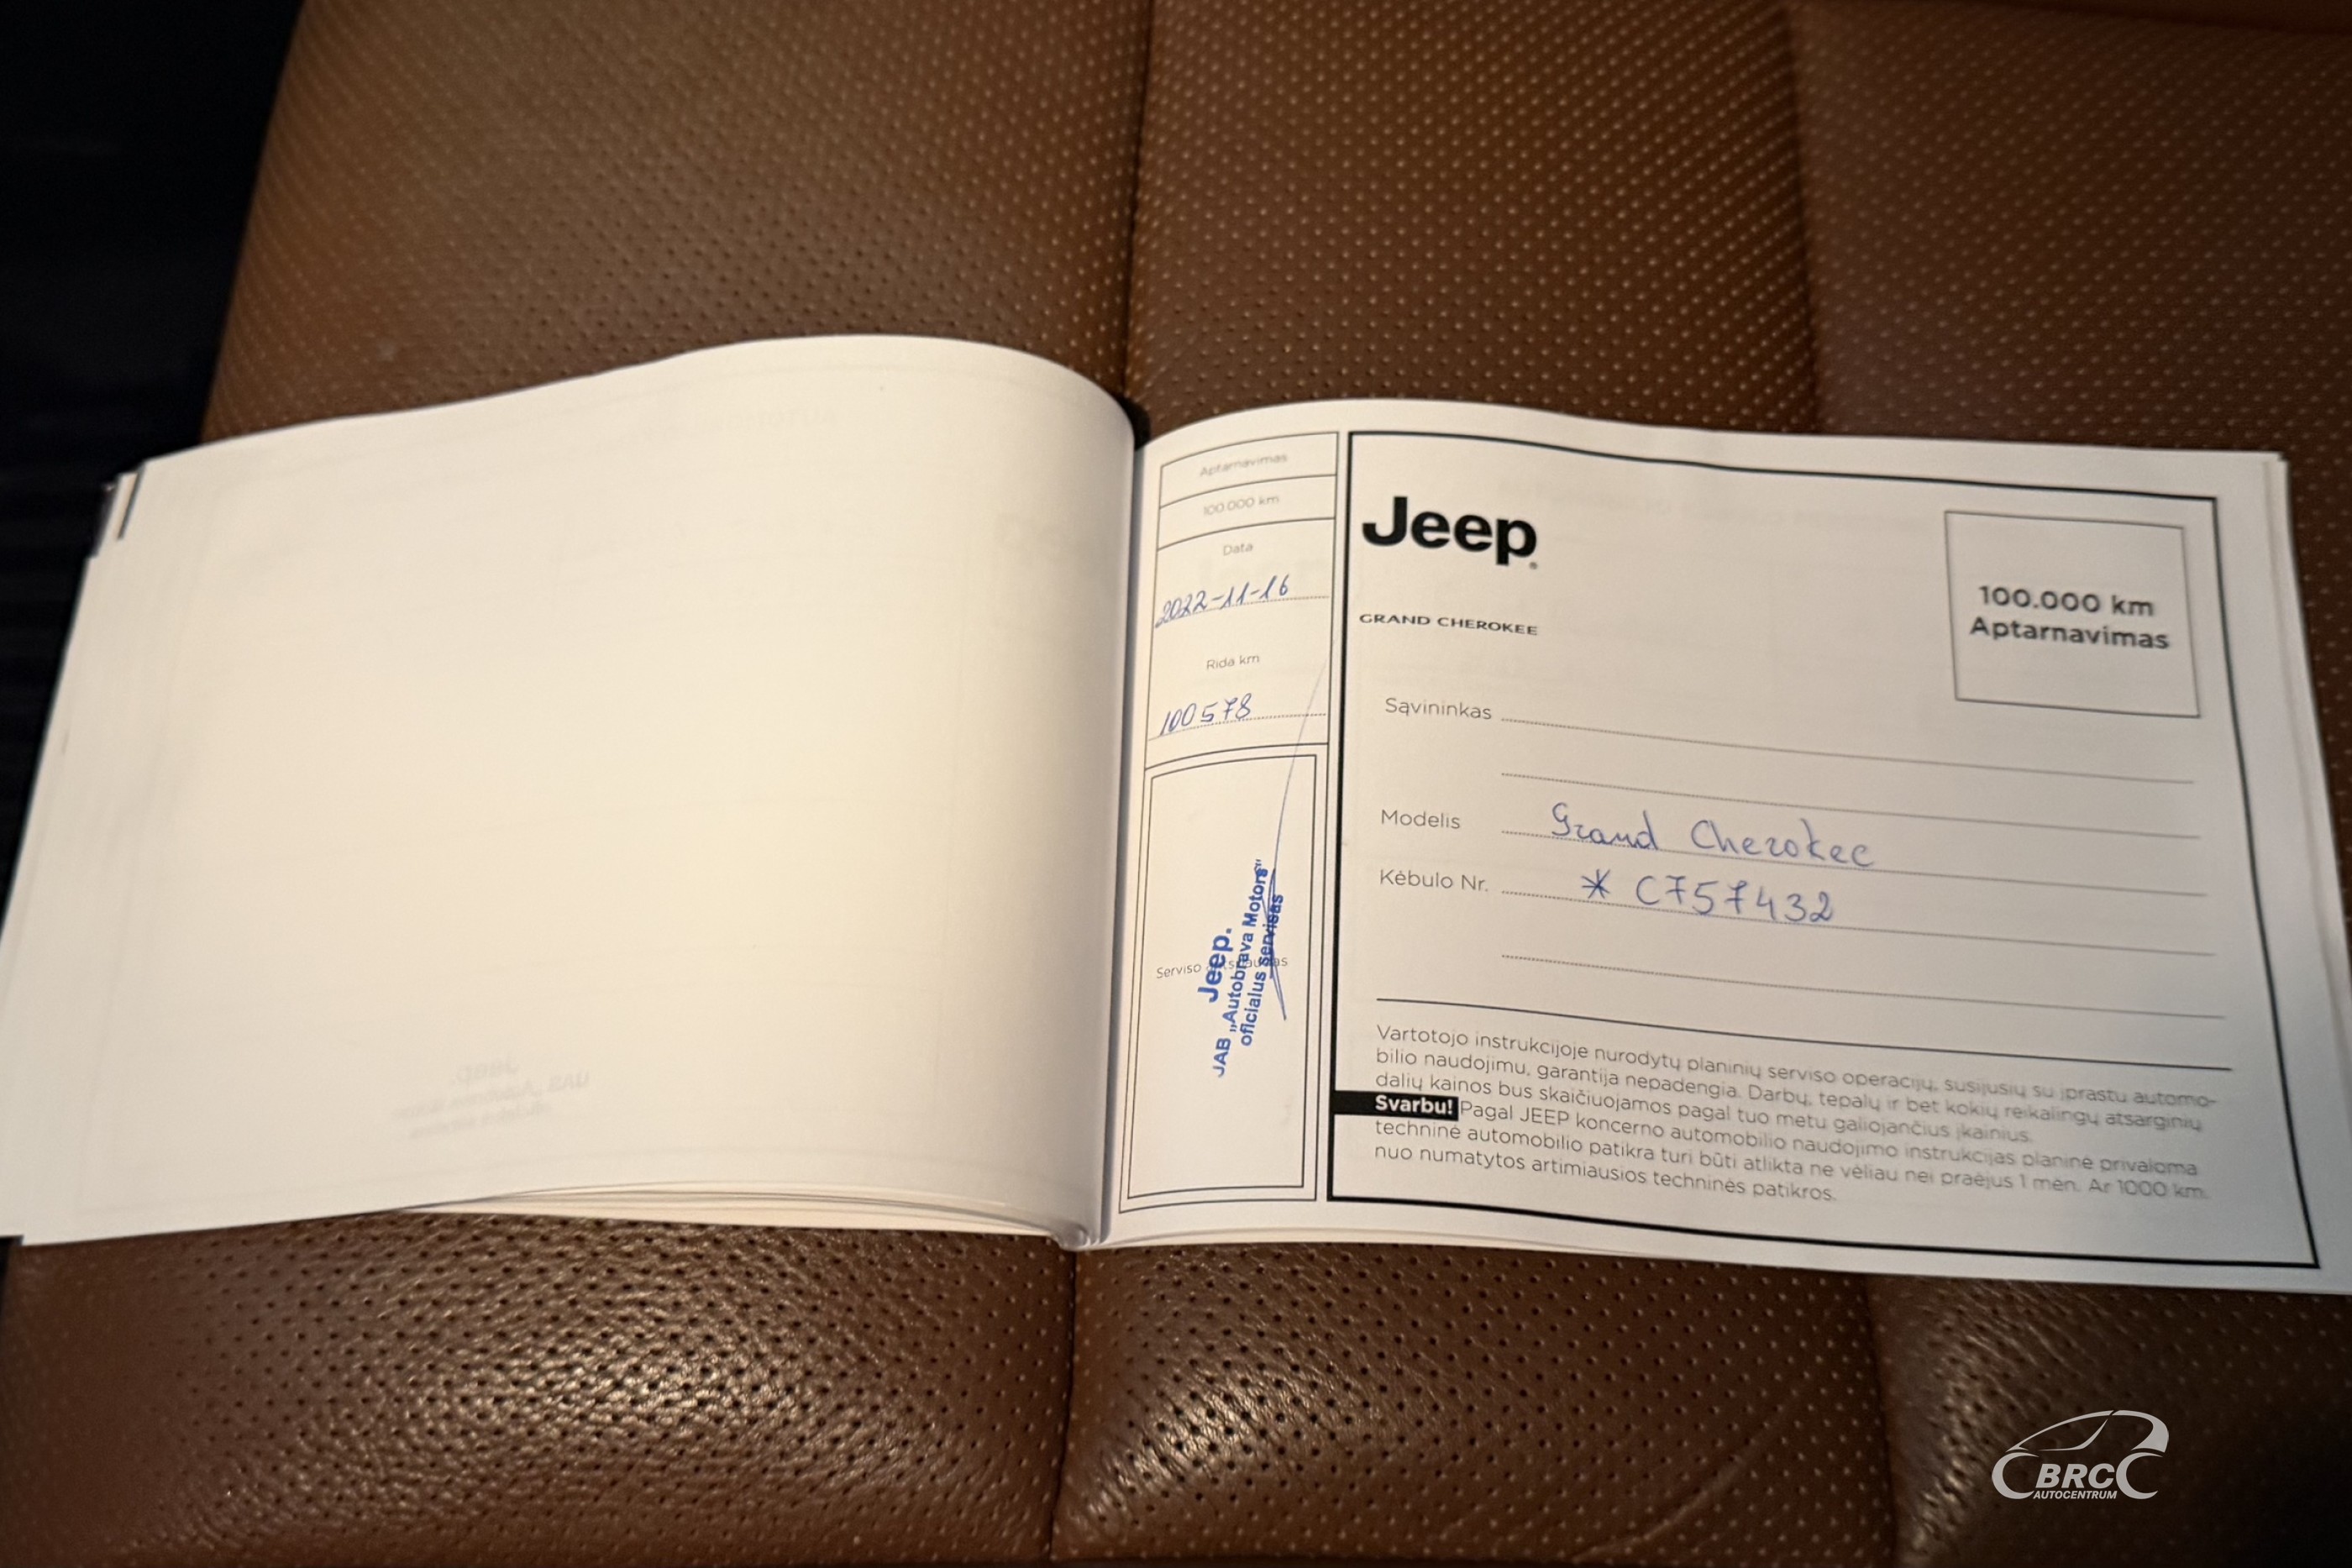 Aptarnavimas
100.000 km
Data
2022-11-16
Rida km
100578
Serviso
Jeep.
JAB „Autobrava Motors"
oficialus servisas
Jeep
GRAND CHEROKEE
100.000 km
Aptarnavimas
Sąvininkas
Modelis Grand Cherokee
Kėbulo Nr. * C757432
Vartotojo instrukcijoje nurodytų planinių serviso operacijų, susijusių su įprastu automo-
bilio naudojimu, garantija nepadengia. Darbų, tepalų ir bet kokių reikalingų atsarginių
dalių kainos bus skaičiuojamos pagal tuo metu galiojančius įkainius.
Svarbu! Pagal JEEP koncerno automobilio naudojimo instrukcijas planinė privaloma
techninė automobilio patikra turi būti atlikta ne vėliau nei praėjus 1 mėn. Ar 1000 km.
nuo numatytos artimiausios techninės patikros.
BRC
AUTOCENTRUM